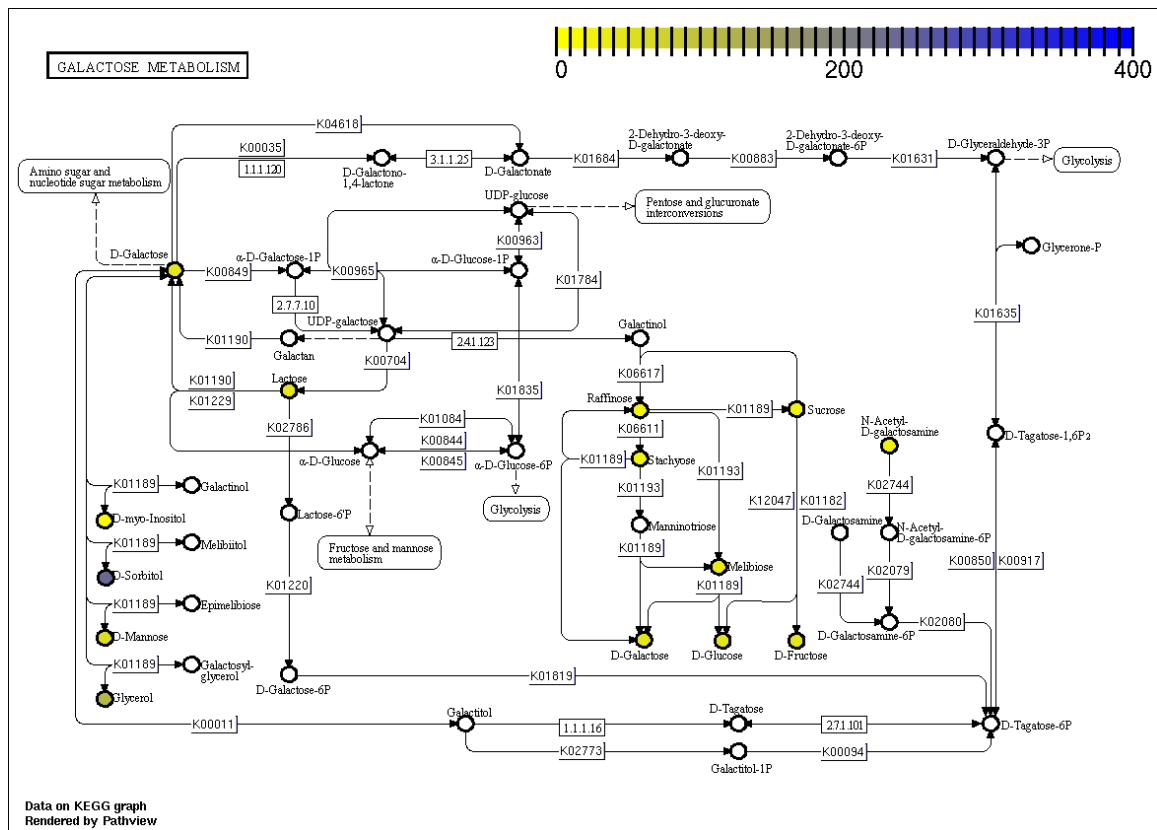 GALACTOSE METABOLISM
0
200
400
K04618
K00035
1.1.1.120
D-Galactono-
1,4-lactone
3.1.1.25
D-Galactonate
K01684
2-Dehydro-3-deoxy-
D-galactonate
K00883
2-Dehydro-3-deoxy-
D-galactonate-6P
K01631
D-Glyceraldehyde-3P
Glycolysis
Amino sugar and
nucleotide sugar metabolism
UDP-glucose
Pentose and glucuronate
interconversions
K00963
D-Galactose
K00849
α-D-Galactose-1P
K00965
α-D-Glucose-1P
K01784
Glycerone-P
2.7.7.10
K01635
UDP-galactose
K01190
Galactan
2.4.1.123
Galactinol
K00704
K01190
K01229
Lactose
K01835
K06617
Raffinose
K01189
Sucrose
K02786
K01084
K00844
K00845
α-D-Glucose
α-D-Glucose-6P
K06611
K01189
Stachyose
K01193
K01193
N-Acetyl-
D-galactosamine
D-Tagatose-1,6P2
K02744
K01189
Galactinol
D-myo-Inositol
Lactose-6'P
Glycolysis
Manninotriose
K12047
K01182
D-Galactosamine
N-Acetyl-
D-galactosamine-6P
K01189
Melibiitol
D-Sorbitol
Fructose and mannose
metabolism
K01189
Melibiose
K01189
K02744
K02079
K00850
K00917
K01220
K01189
Epimelibiose
D-Mannose
D-Galactosamine-6P
K02080
D-Galactose
D-Glucose
D-Fructose
K01189
Galactosyl-
glycerol
Glycerol
D-Galactose-6P
K01819
K00011
Galactitol
1.1.1.16
D-Tagatose
2.7.1.101
D-Tagatose-6P
K02773
Galactitol-1P
K00094
Data on KEGG graph
Rendered by Pathview